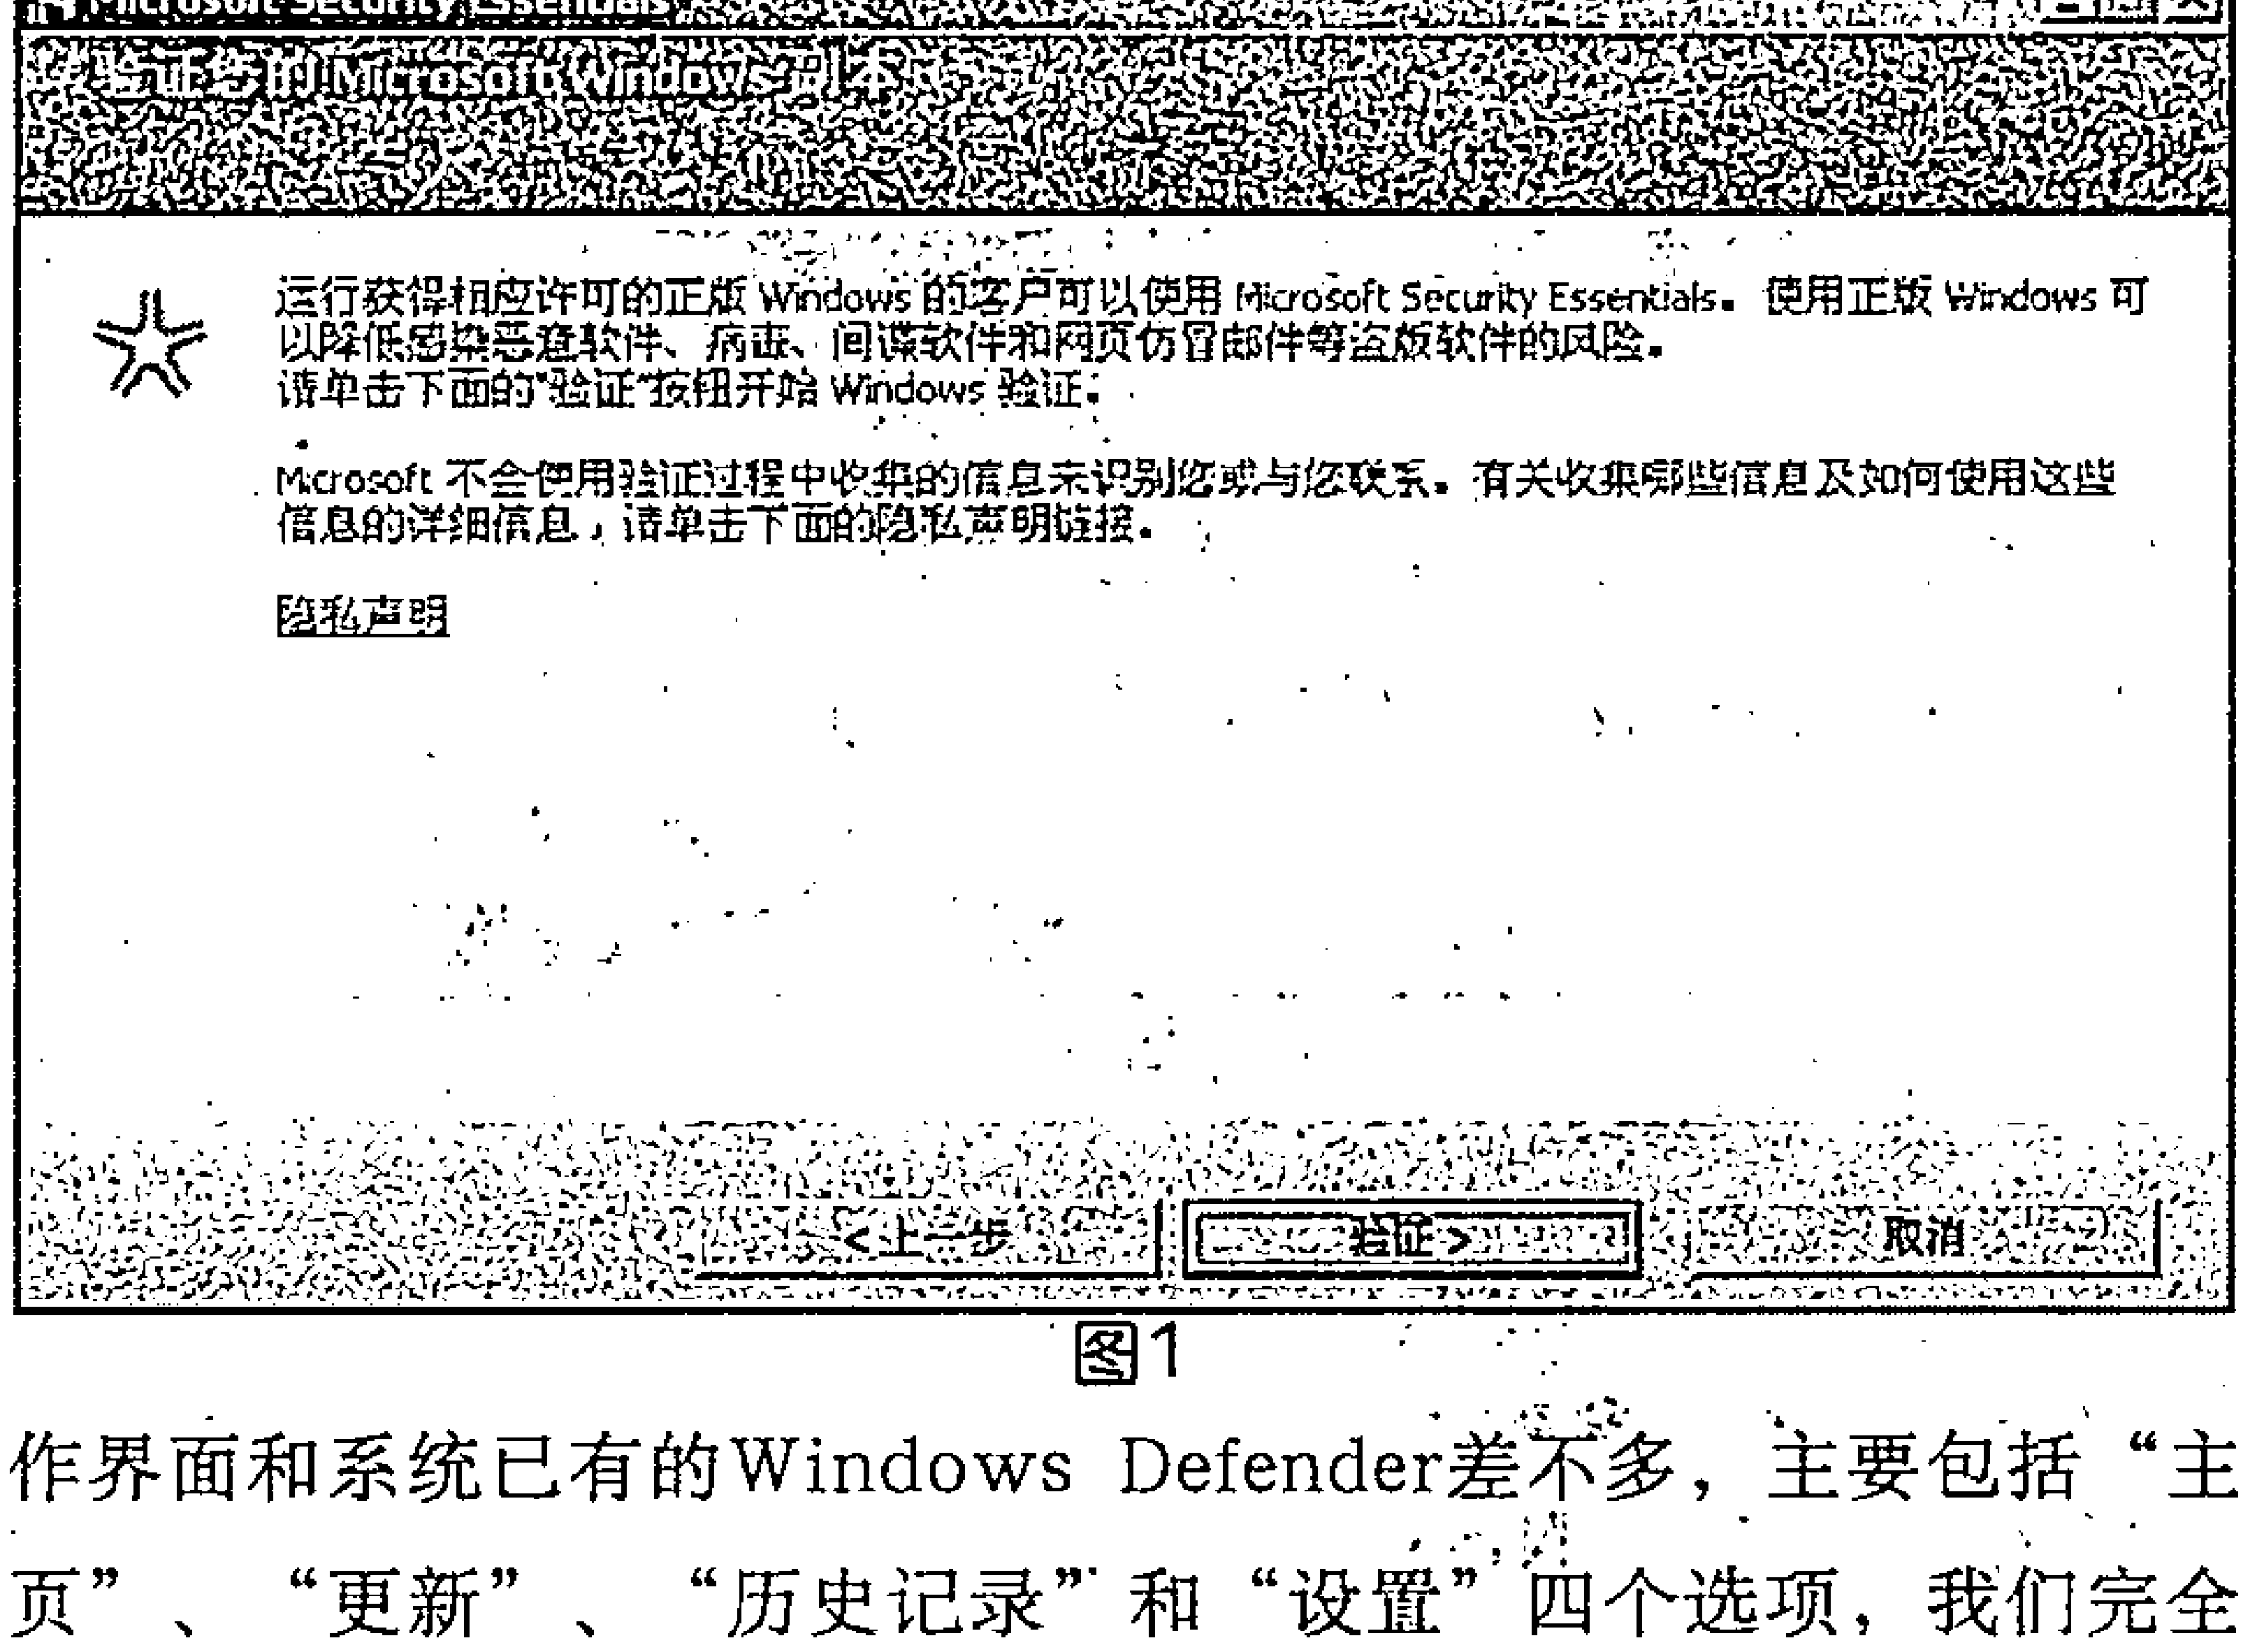 Microsoft Security Essentials
验证您的 Microsoft Windows 副本
运行获得相应许可的正版 Windows 的客户可以使用 Microsoft Security Essentials。使用正版 Windows 可
以降低感染恶意软件、病毒、间谍软件和网页仿冒邮件等盗版软件的风险。
请单击下面的“验证”按钮开始 Windows 验证。
Microsoft 不会使用验证过程中收集的信息来识别您或与您联系。有关收集哪些信息及如何使用这些
信息的详细信息，请单击下面的隐私声明链接。
隐私声明
<上一步 验证> 取消
图1
作界面和系统已有的Windows Defender差不多，主要包括“主
页”、“更新”、“历史记录”和“设置”四个选项，我们完全